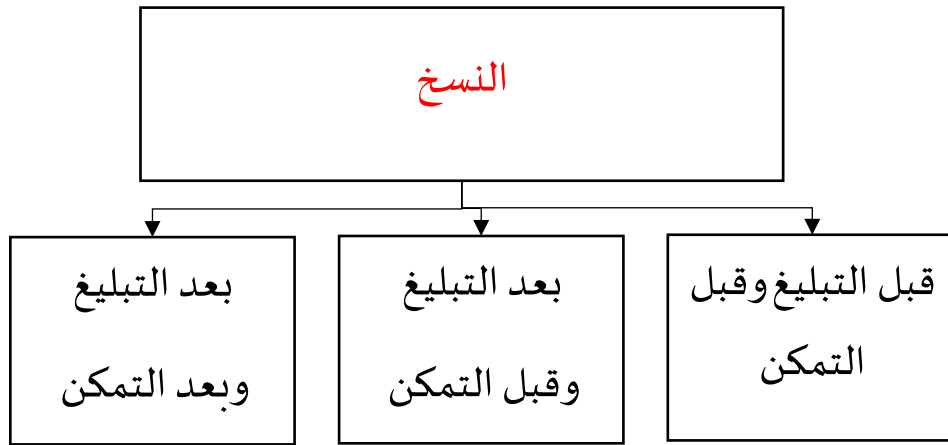 النسخ
قبل التبليغ وقبل
التمكن
بعد التبليغ
وقبل التمكن
بعد التبليغ
وبعد التمكن